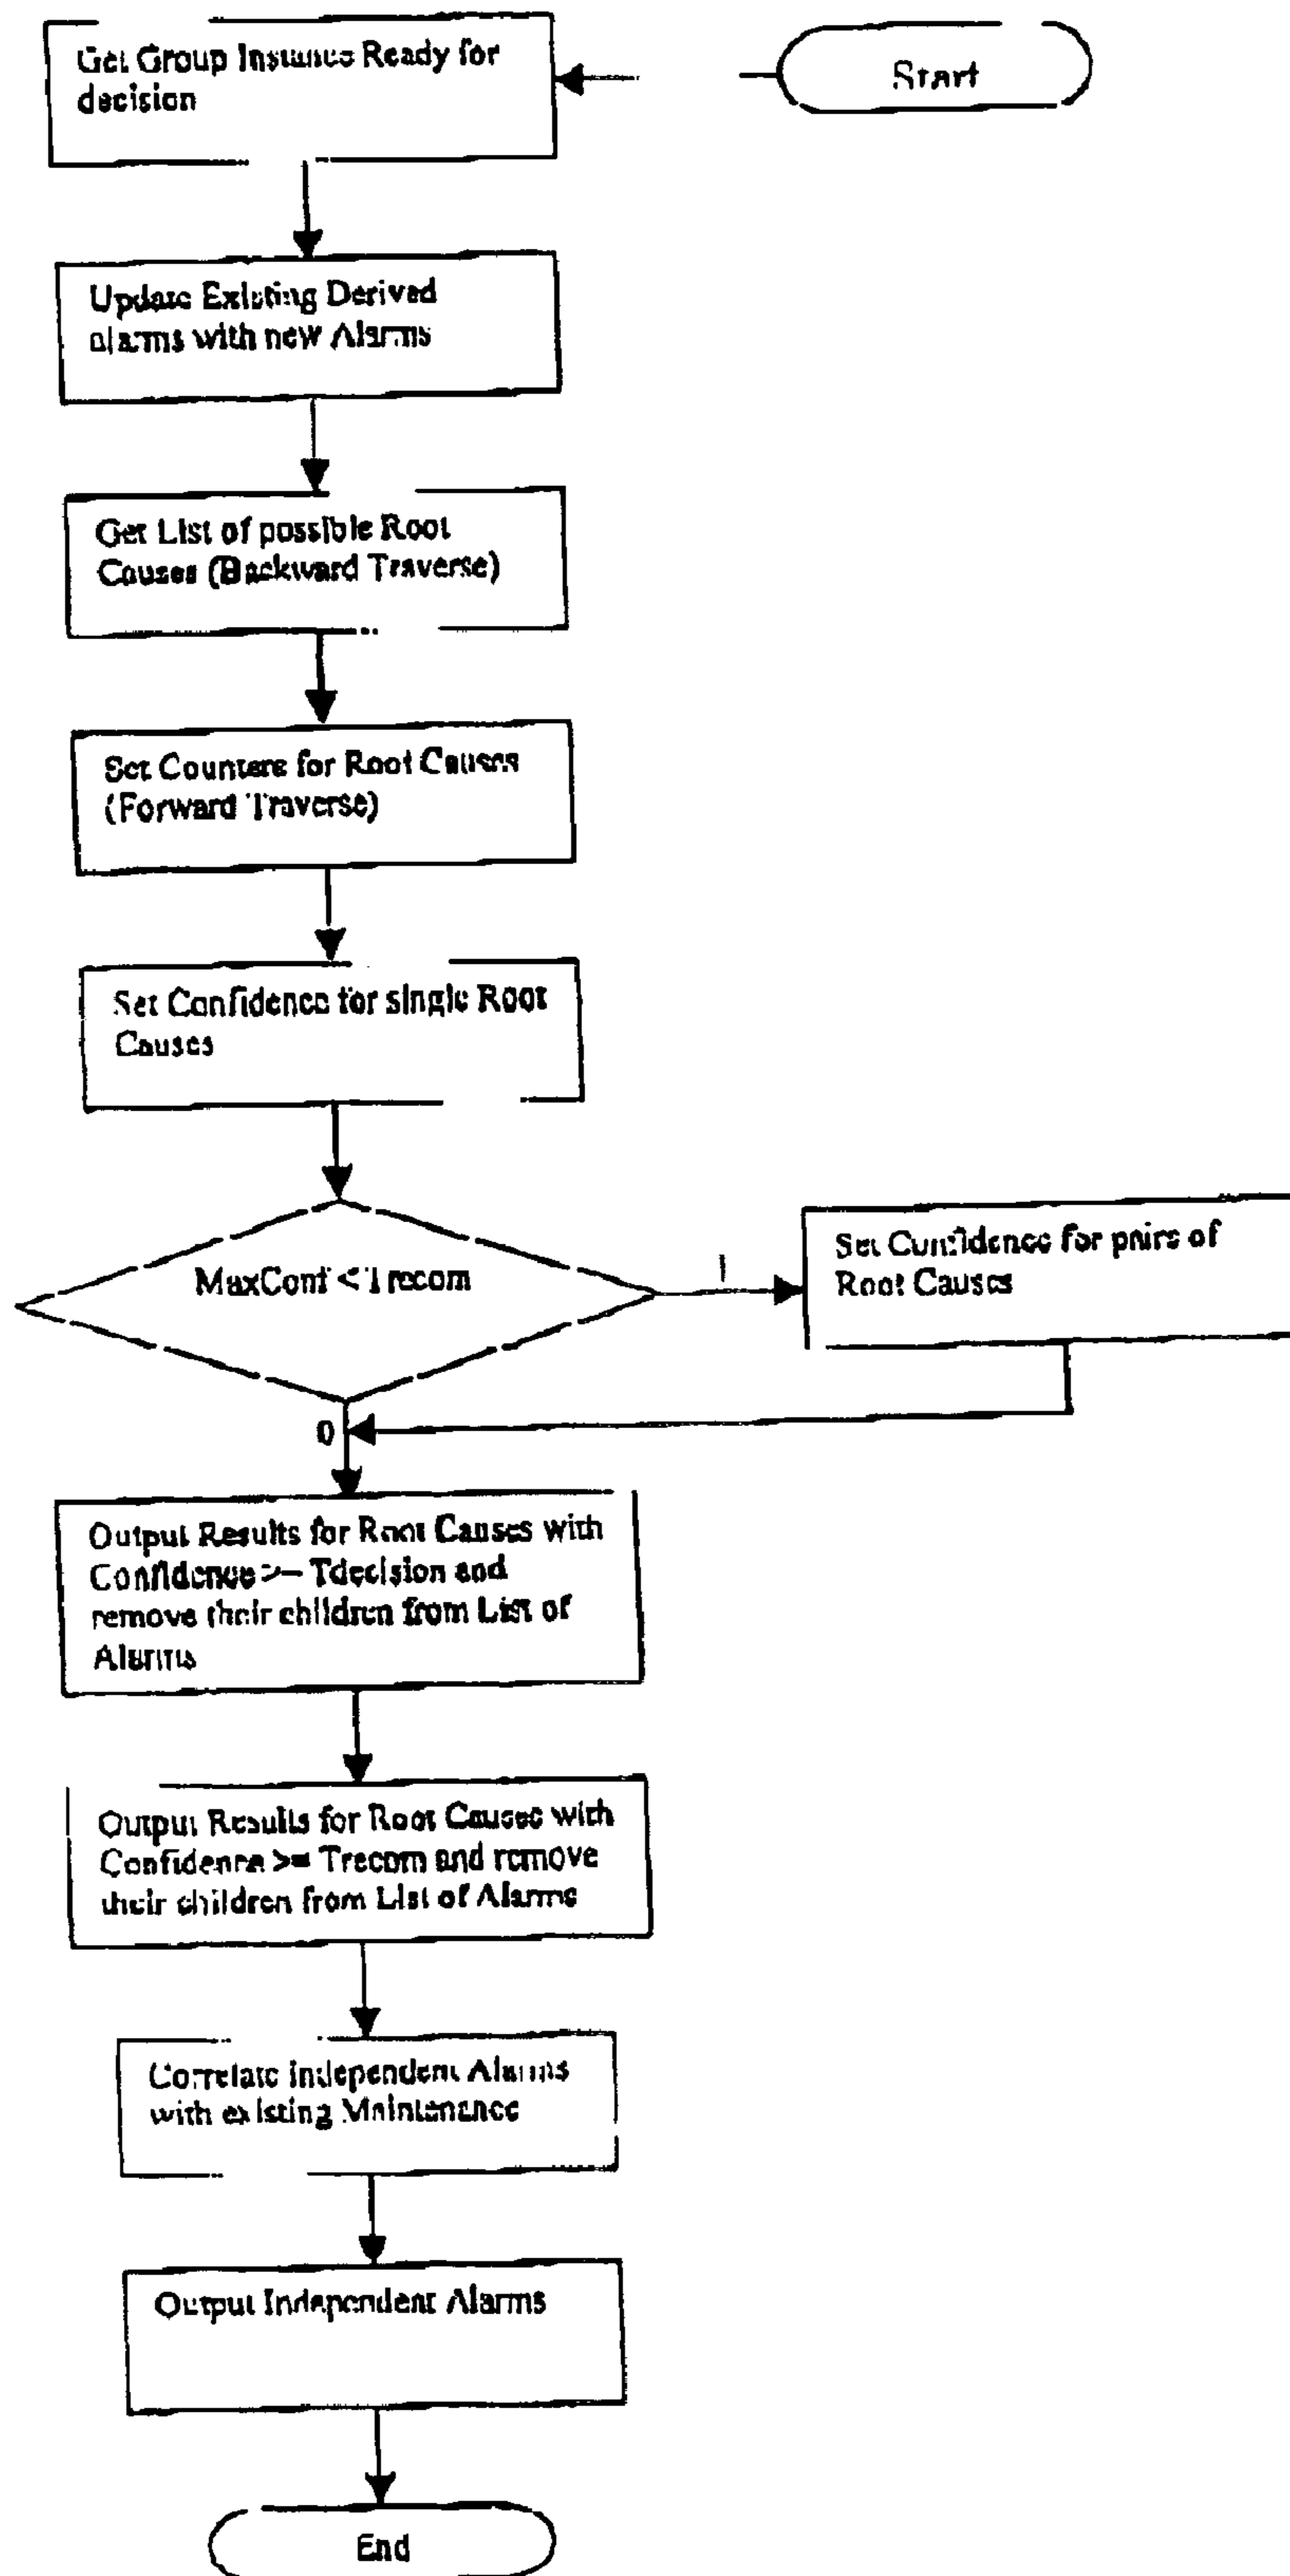 Start
Get Group Instance Ready for
decision
Update Existing Derived
alarms with new Alarms
Get List of possible Root
Causes (Backward Traverse)
Set Counters for Root Causes
(Forward Traverse)
Set Confidence for single Root
Causes
MaxConf < Trecom
1
Set Confidence for pairs of
Root Causes
0
Output Results for Root Causes with
Confidence >= Tdecision and
remove their children from List of
Alarms
Output Results for Root Causes with
Confidence >= Trecom and remove
their children from List of Alarms
Correlate Independent Alarms
with existing Maintenance
Output Independent Alarms
End